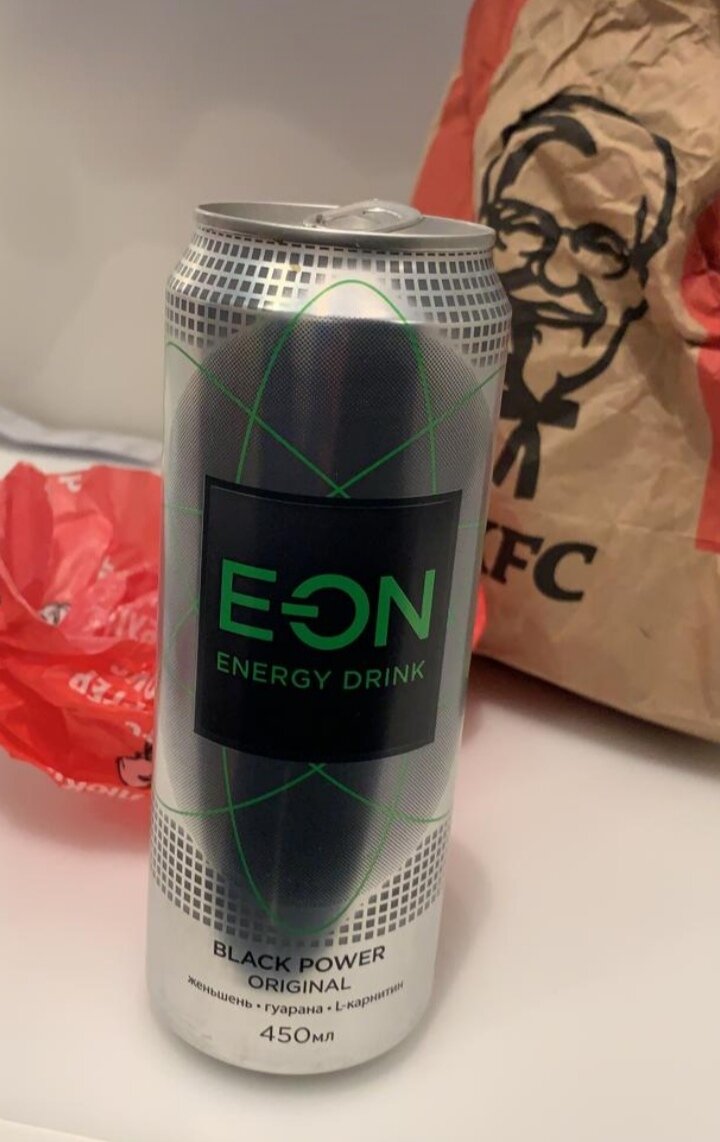 E-ON
ENERGY DRINK
BLACK POWER
ORIGINAL
женьшень • гуарана • L-карнитин
450мл
KFC